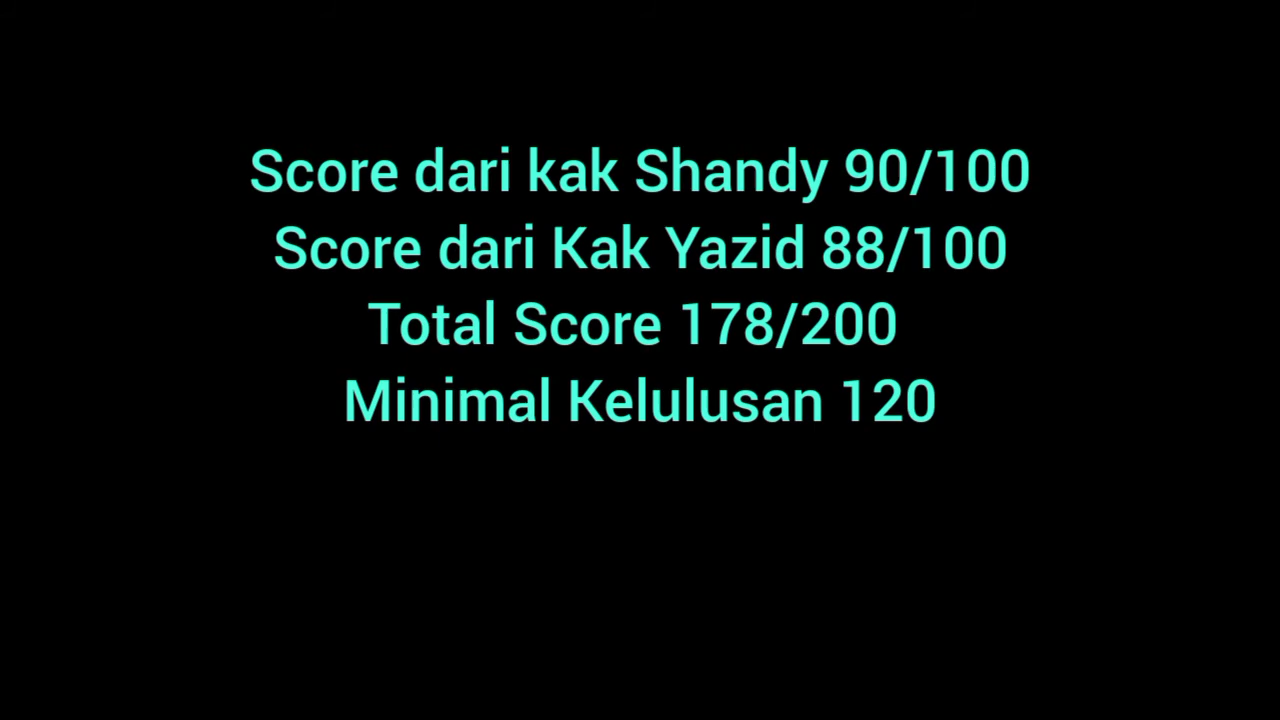 Score dari kak Shandy 90/100
Score dari Kak Yazid 88/100
Total Score 178/200
Minimal Kelulusan 120